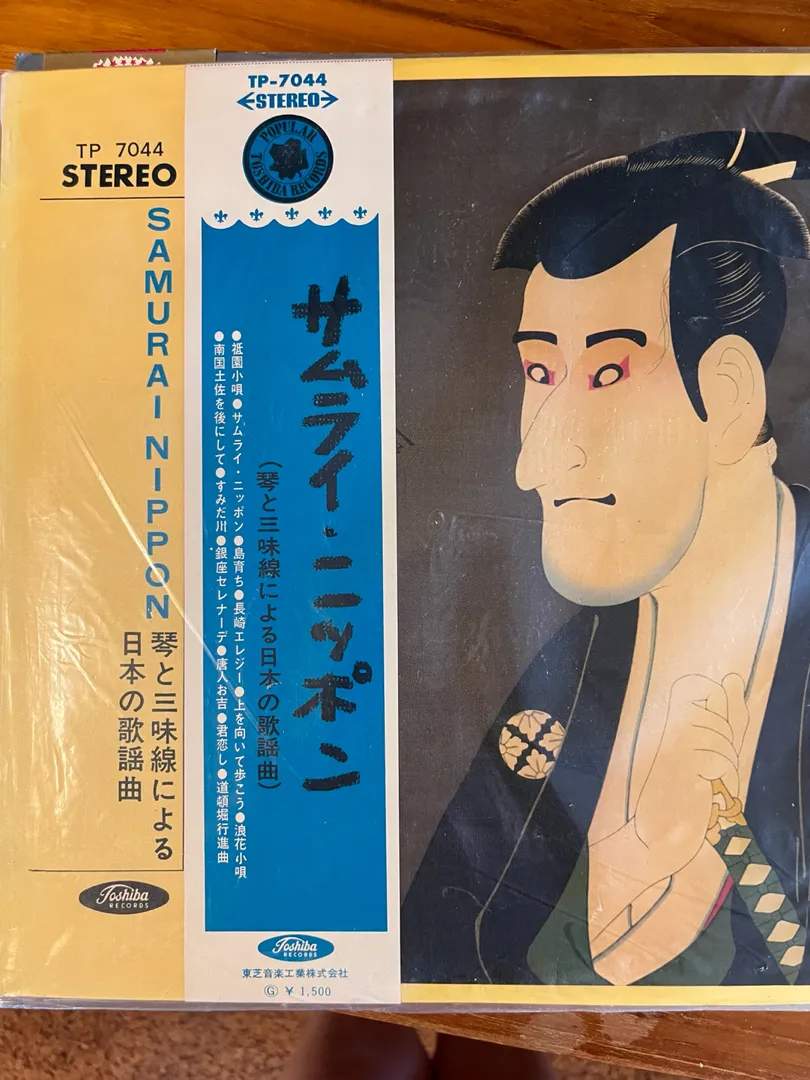 TP 7044
STEREO
SAMURAI NIPPON
琴と三味線による
日本の歌謡曲
Toshiba
RECORDS
TP-7044
STEREO
POPULAR
TOSHIBA RECORDS
サムライ・ニッポン
(琴と三味線による日本の歌謡曲)
●祗園小唄●サムライ・ニッポン●島育ち●長崎エレジー●上を向いて歩こう●浪花小唄
●南国土佐を後にして●すみだ川●銀座セレナーデ●唐人お吉●君恋し●道頓堀行進曲
Toshiba
RECORDS
東芝音楽工業株式会社
Ⓖ ¥ 1,500